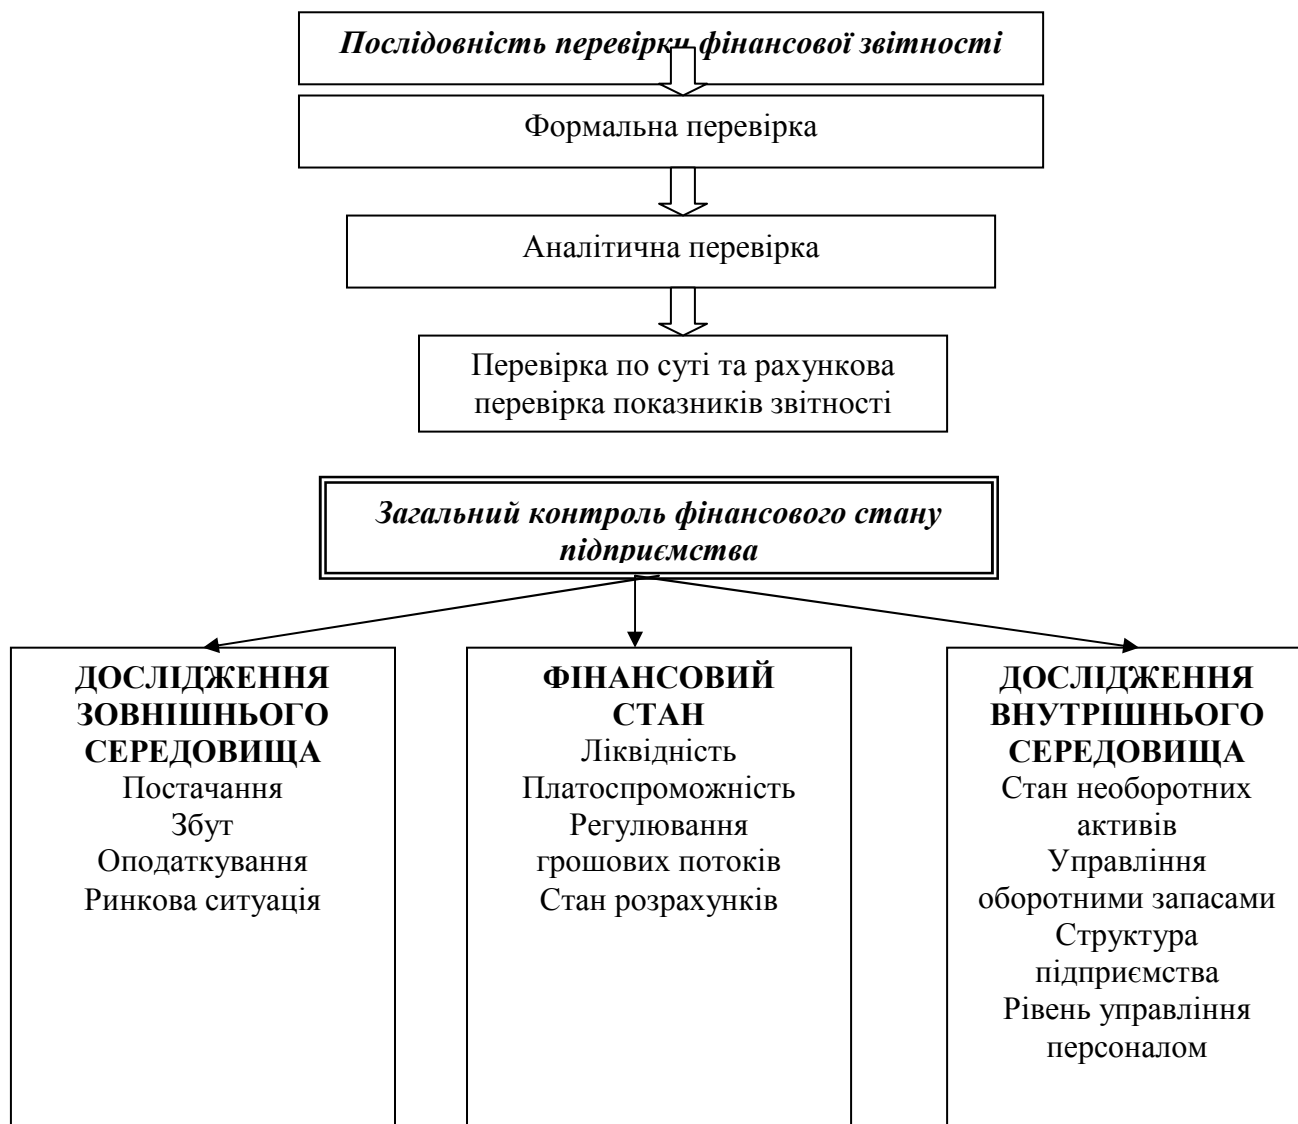 Послідовність перевірки фінансової звітності
Формальна перевірка
Аналітична перевірка
Перевірка по суті та рахункова
перевірка показників звітності
Загальний контроль фінансового стану
підприємства
ДОСЛІДЖЕННЯ
ЗОВНІШНЬОГО
СЕРЕДОВИЩА
Постачання
Збут
Оподаткування
Ринкова ситуація
ФІНАНСОВИЙ
СТАН
Ліквідність
Платоспроможність
Регулювання
грошових потоків
Стан розрахунків
ДОСЛІДЖЕННЯ
ВНУТРІШНЬОГО
СЕРЕДОВИЩА
Стан необоротних
активів
Управління
оборотними запасами
Структура
підприємства
Рівень управління
персоналом